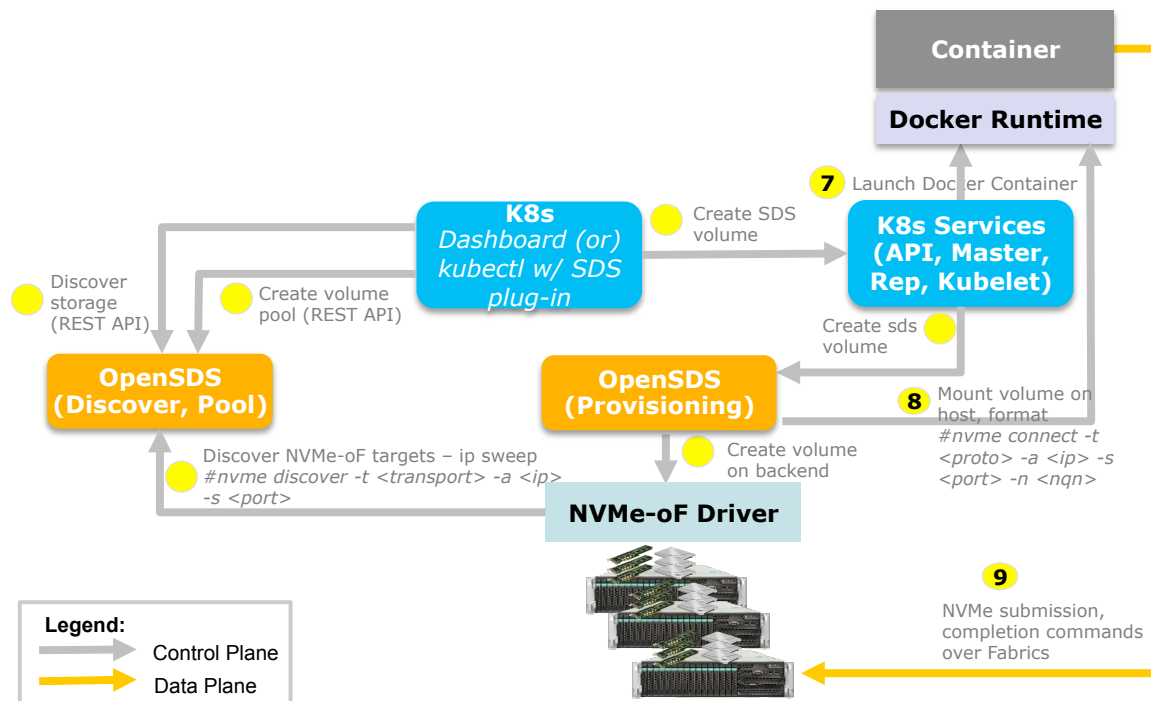 Container
Docker Runtime
7
Launch Docker Container
K8s
Dashboard (or)
kubectl w/ SDS
plug-in
Create SDS
volume
K8s Services
(API, Master,
Rep, Kubelet)
Discover
storage
(REST API)
Create volume
pool (REST API)
Create sds
volume
OpenSDS
(Discover, Pool)
OpenSDS
(Provisioning)
8
Mount volume on
host, format
#nvme connect -t
<proto> -a <ip> -s
<port> -n <nqn>
Discover NVMe-oF targets – ip sweep
#nvme discover -t <transport> -a <ip>
-s <port>
Create volume
on backend
NVMe-oF Driver
9
NVMe submission,
completion commands
over Fabrics
Legend:
Control Plane
Data Plane